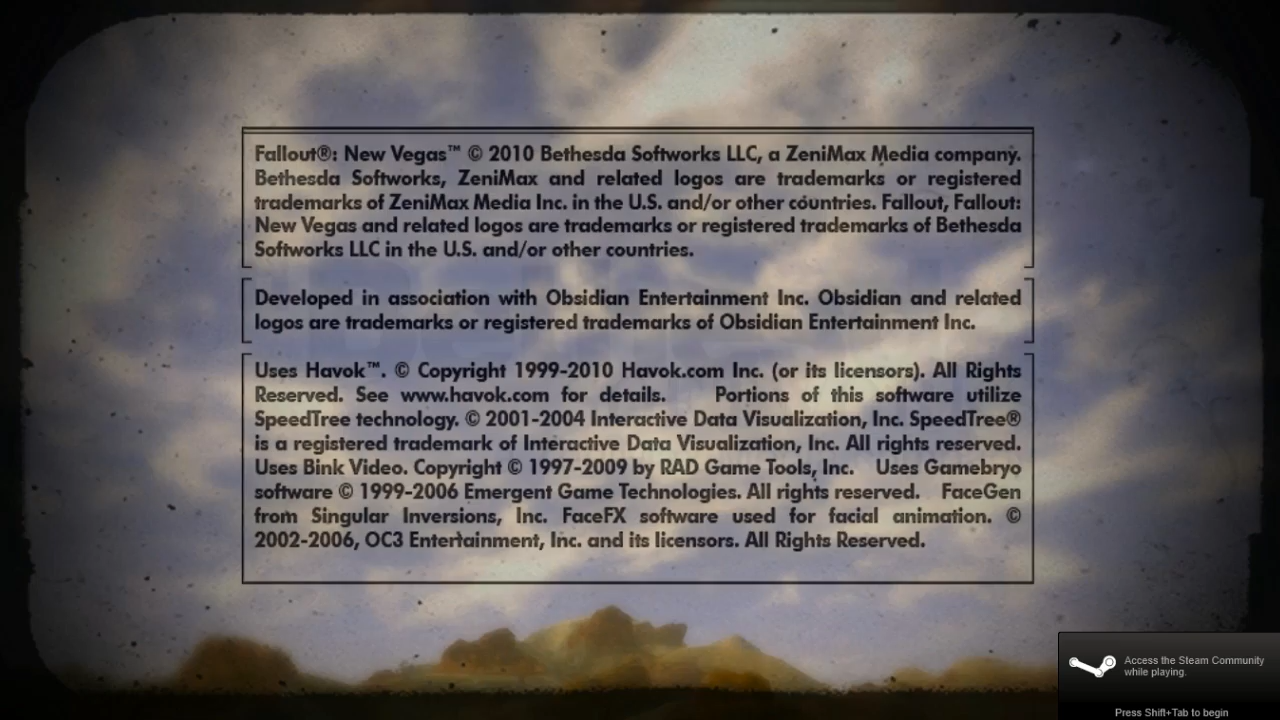 Fallout®: New Vegas™ © 2010 Bethesda Softworks LLC, a ZeniMax Media company.
Bethesda Softworks, ZeniMax and related logos are trademarks or registered
trademarks of ZeniMax Media Inc. in the U.S. and/or other countries. Fallout, Fallout:
New Vegas and related logos are trademarks or registered trademarks of Bethesda
Softworks LLC in the U.S. and/or other countries.
Developed in association with Obsidian Entertainment Inc. Obsidian and related
logos are trademarks or registered trademarks of Obsidian Entertainment Inc.
Uses Havok™. © Copyright 1999-2010 Havok.com Inc. (or its licensors). All Rights
Reserved. See www.havok.com for details. Portions of this software utilize
SpeedTree technology. © 2001-2004 Interactive Data Visualization, Inc. SpeedTree®
is a registered trademark of Interactive Data Visualization, Inc. All rights reserved.
Uses Bink Video. Copyright © 1997-2009 by RAD Game Tools, Inc. Uses Gamebryo
software © 1999-2006 Emergent Game Technologies. All rights reserved. FaceGen
from Singular Inversions, Inc. FaceFX software used for facial animation. ©
2002-2006, OC3 Entertainment, Inc. and its licensors. All Rights Reserved.
Access the Steam Community
while playing.
Press Shift+Tab to begin